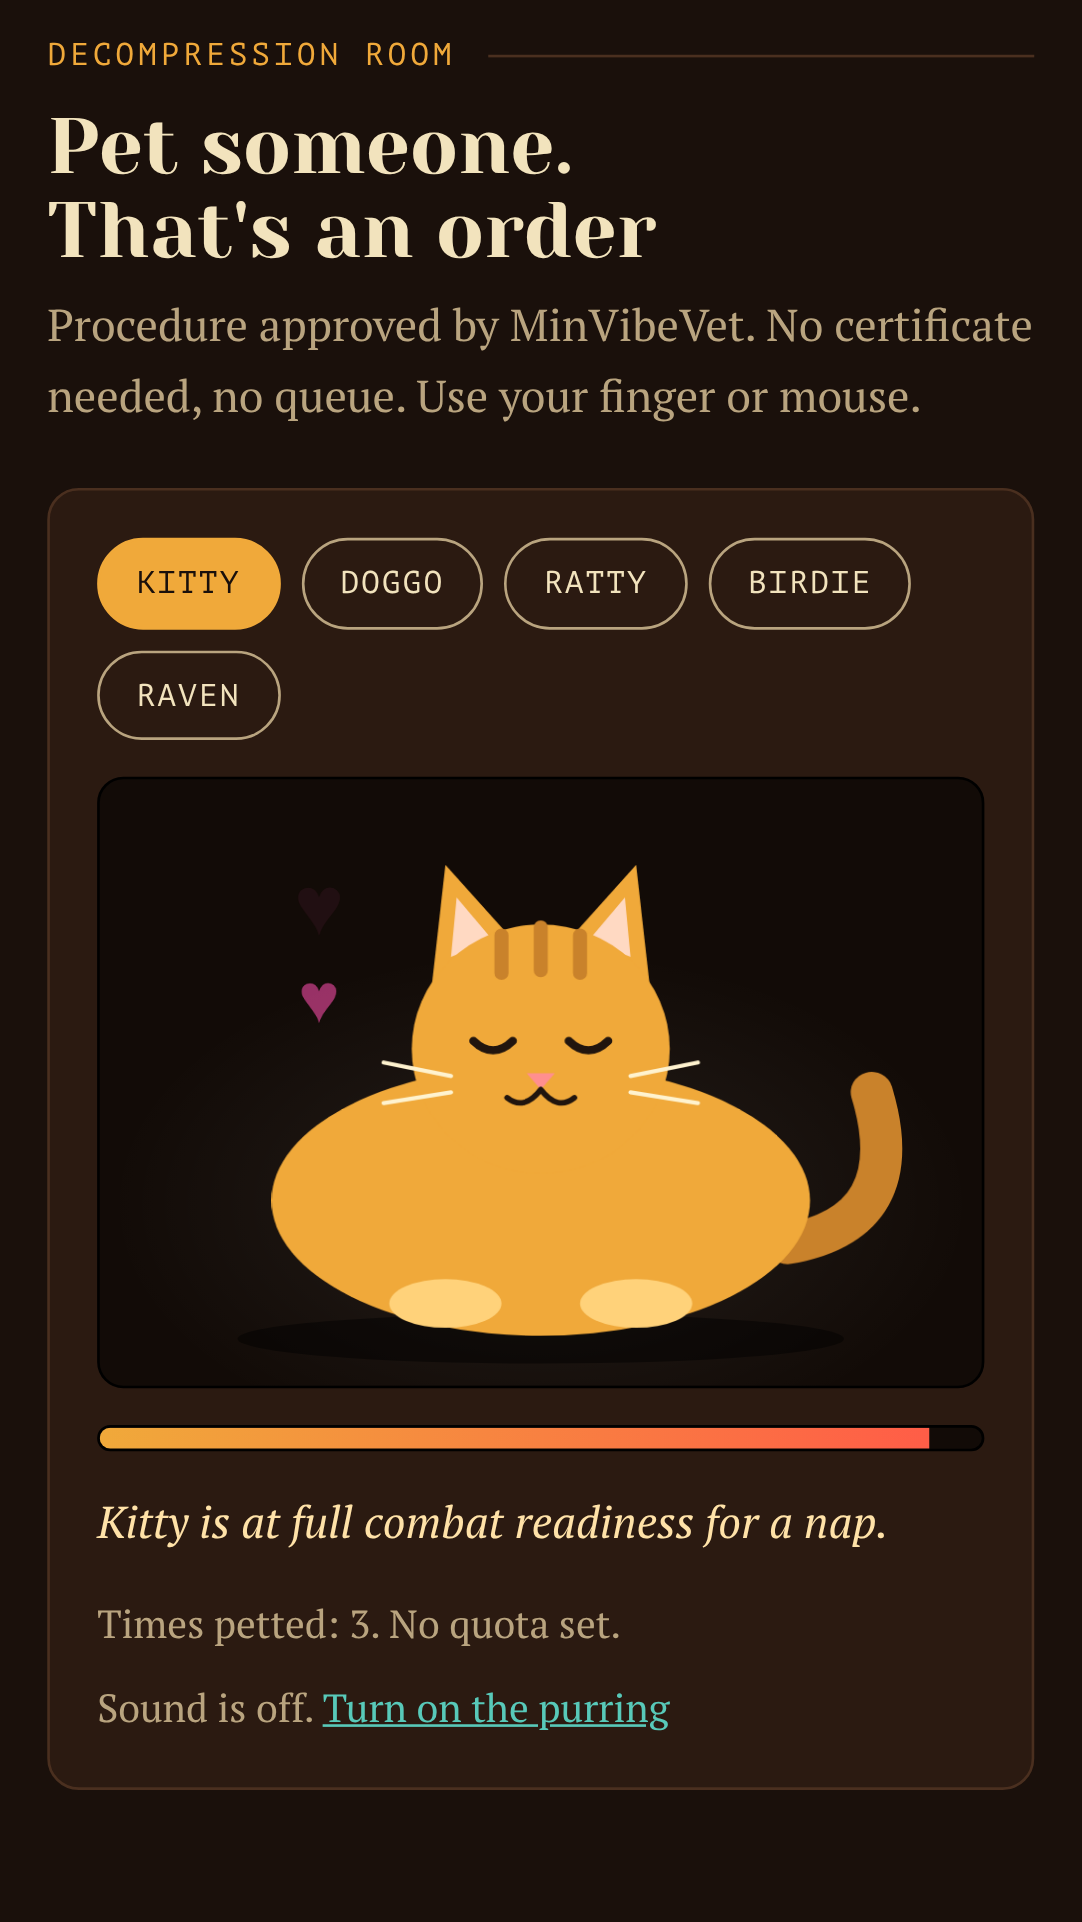 DECOMPRESSION ROOM
Pet someone.
That's an order
Procedure approved by MinVibeVet. No certificate
needed, no queue. Use your finger or mouse.
KITTY DOGGO RATTY BIRDIE
RAVEN
Kitty is at full combat readiness for a nap.
Times petted: 3. No quota set.
Sound is off. Turn on the purring